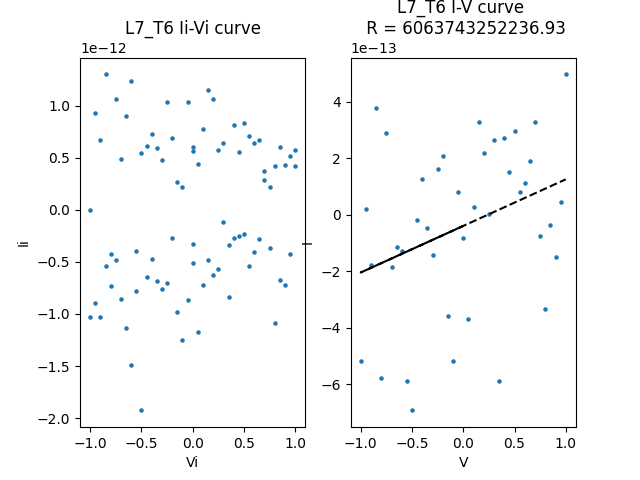 L7_T6 Ii-Vi curve
1e−12
1.0
0.5
0.0
−0.5
−1.0
−1.5
−2.0
Ii
−1.0 −0.5 0.0 0.5 1.0
Vi
L7_T6 I-V curve
R = 6063743252236.93
1e−13
4
2
0
−2
−4
−6
I
−1.0 −0.5 0.0 0.5 1.0
V